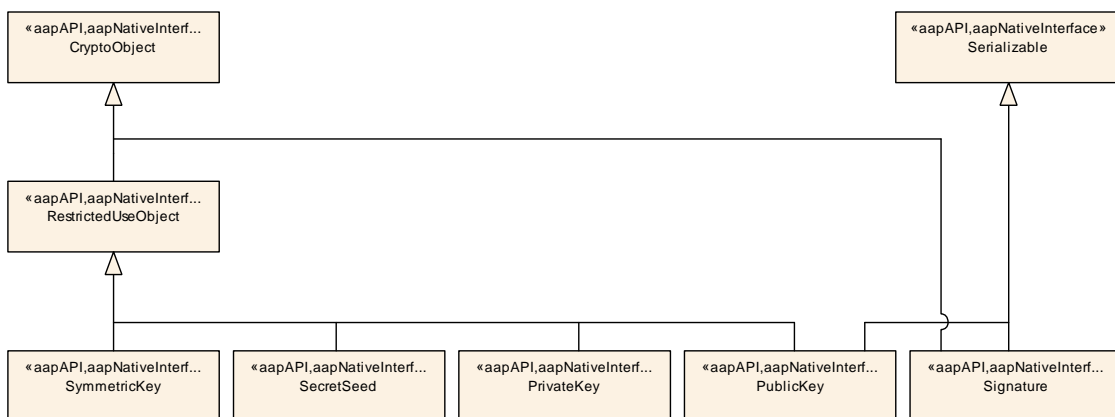 «aapAPI,aapNativeInterf...
CryptoObject
«aapAPI,aapNativeInterface»
Serializable
«aapAPI,aapNativeInterf...
RestrictedUseObject
«aapAPI,aapNativeInterf...
SymmetricKey
«aapAPI,aapNativeInterf...
SecretSeed
«aapAPI,aapNativeInterf...
PrivateKey
«aapAPI,aapNativeInterf...
PublicKey
«aapAPI,aapNativeInterf...
Signature